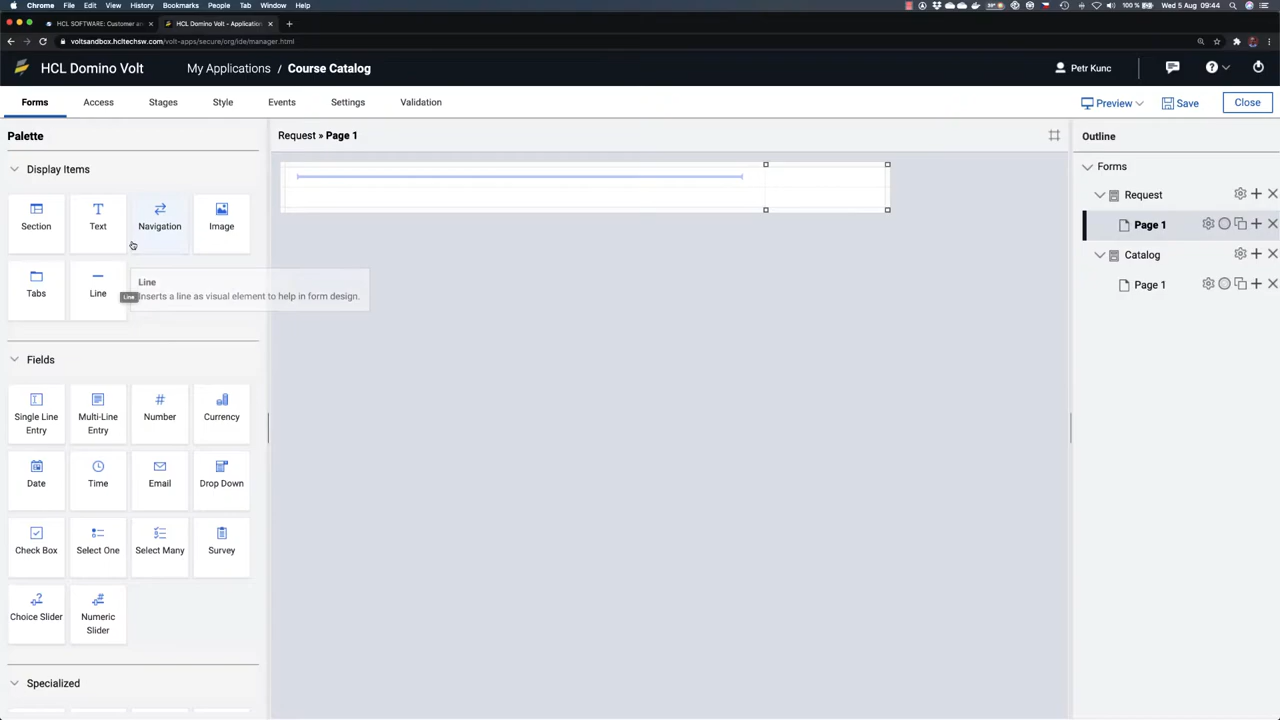 Chrome File Edit View History Bookmarks People Tab Window Help
100 % Wed 5 Aug 09:44
HCL SOFTWARE: Customer a
HCL Domino Volt - Application
voltsandbox.hcltechsw.com/volt-apps/secure/org/ide/manager.html
HCL Domino Volt My Applications / Course Catalog Petr Kunc
Forms Access Stages Style Events Settings Validation Preview Save Close
Palette
Request » Page 1
Outline
Display Items
Section Text Navigation Image
Tabs Line
Line
Inserts a line as visual element to help in form design.
Line
Fields
Single Line Entry
Multi-Line Entry
Number
Currency
Date Time Email Drop Down
Check Box Select One Select Many Survey
Choice Slider
Numeric Slider
Specialized
Forms
Request
Page 1
Catalog
Page 1